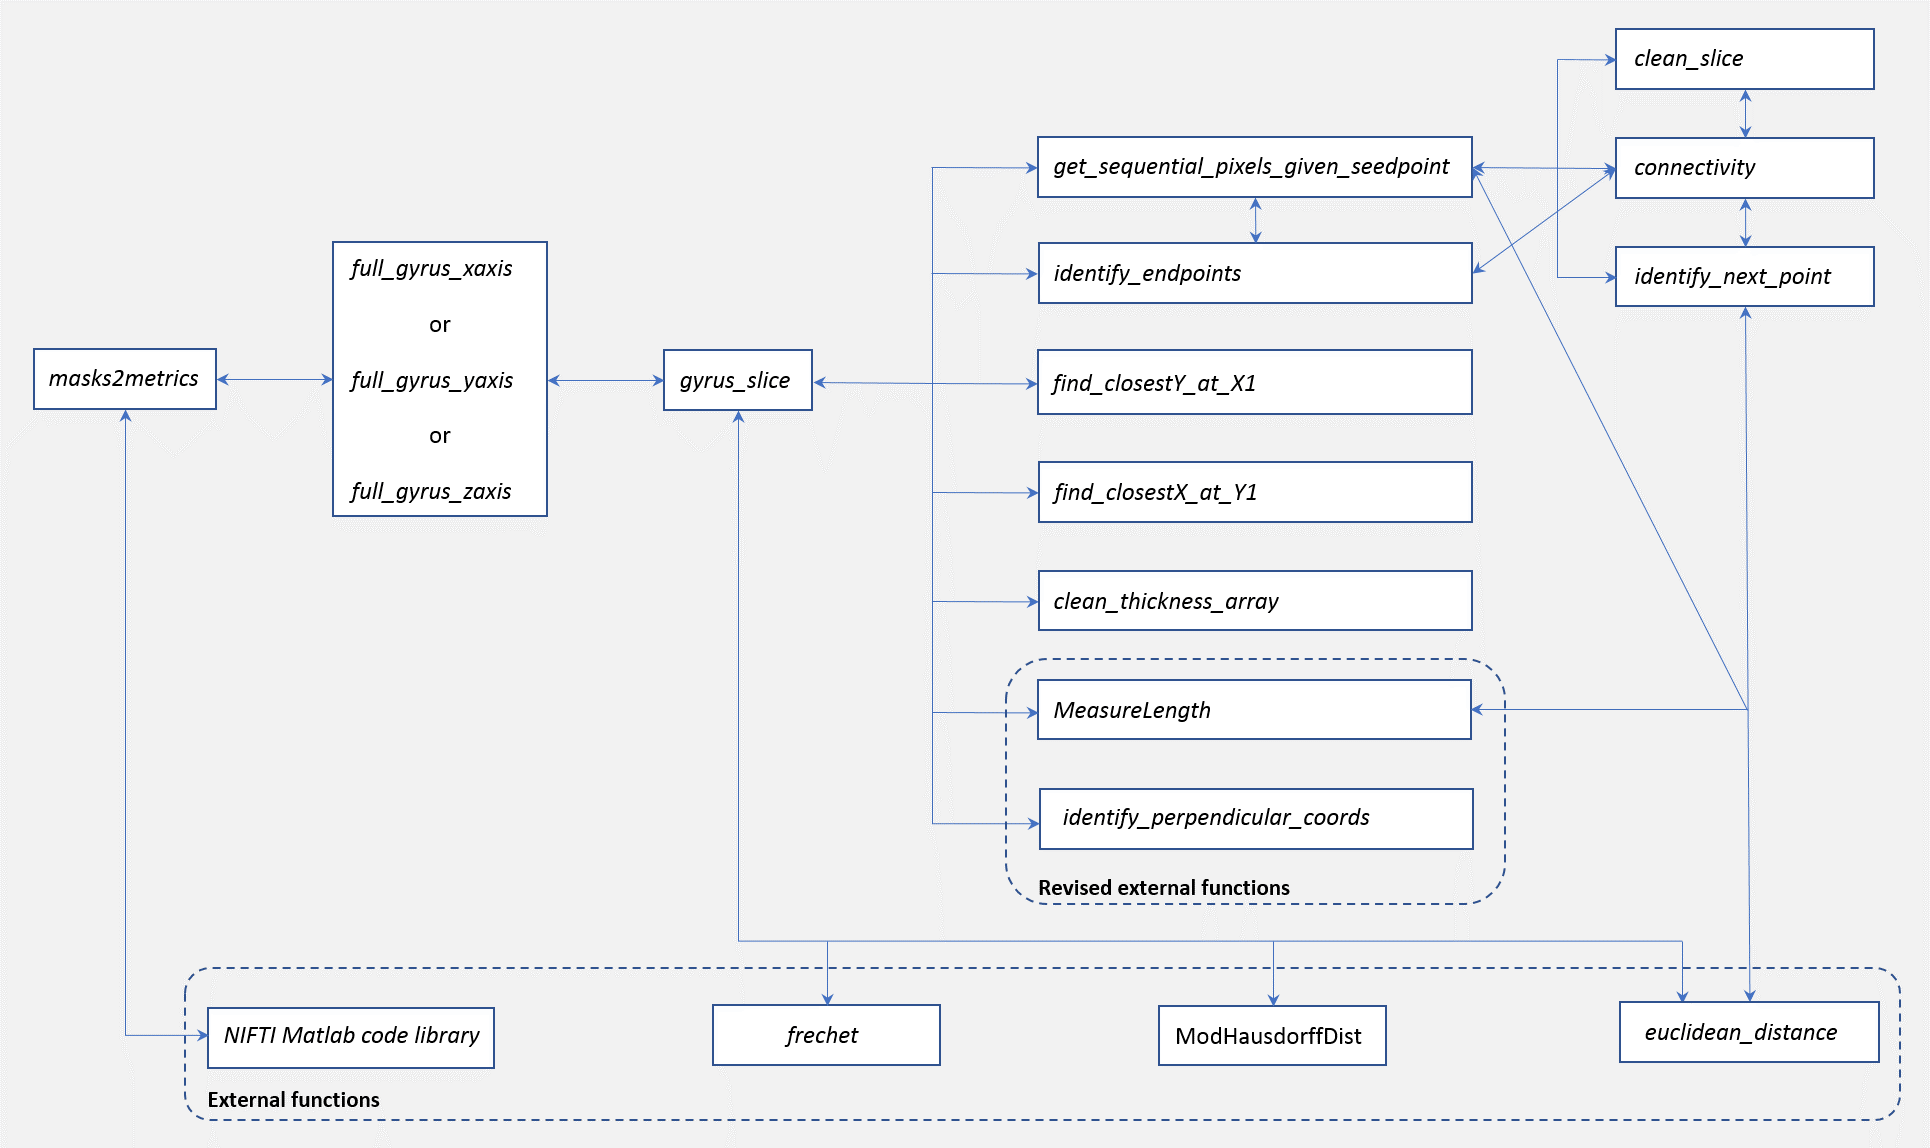 clean_slice
get_sequential_pixels_given_seedpoint
connectivity
identify_endpoints
identify_next_point
full_gyrus_xaxis
or
full_gyrus_yaxis
or
full_gyrus_zaxis
masks2metrics
gyrus_slice
find_closestY_at_X1
find_closestX_at_Y1
clean_thickness_array
MeasureLength
identify_perpendicular_coords
Revised external functions
NIFTI Matlab code library
frechet
ModHausdorffDist
euclidean_distance
External functions